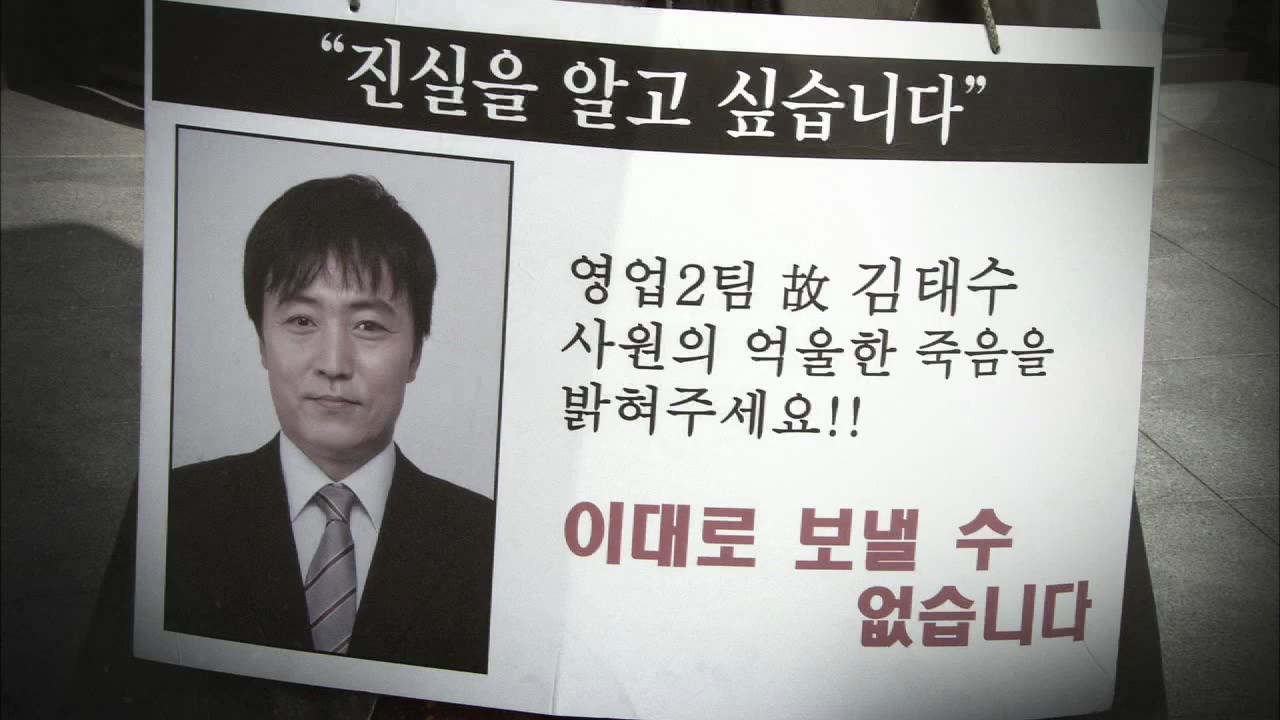 “진실을 알고 싶습니다”
영업2팀 故 김태수
사원의 억울한 죽음을
밝혀주세요!!
이대로 보낼 수
없습니다